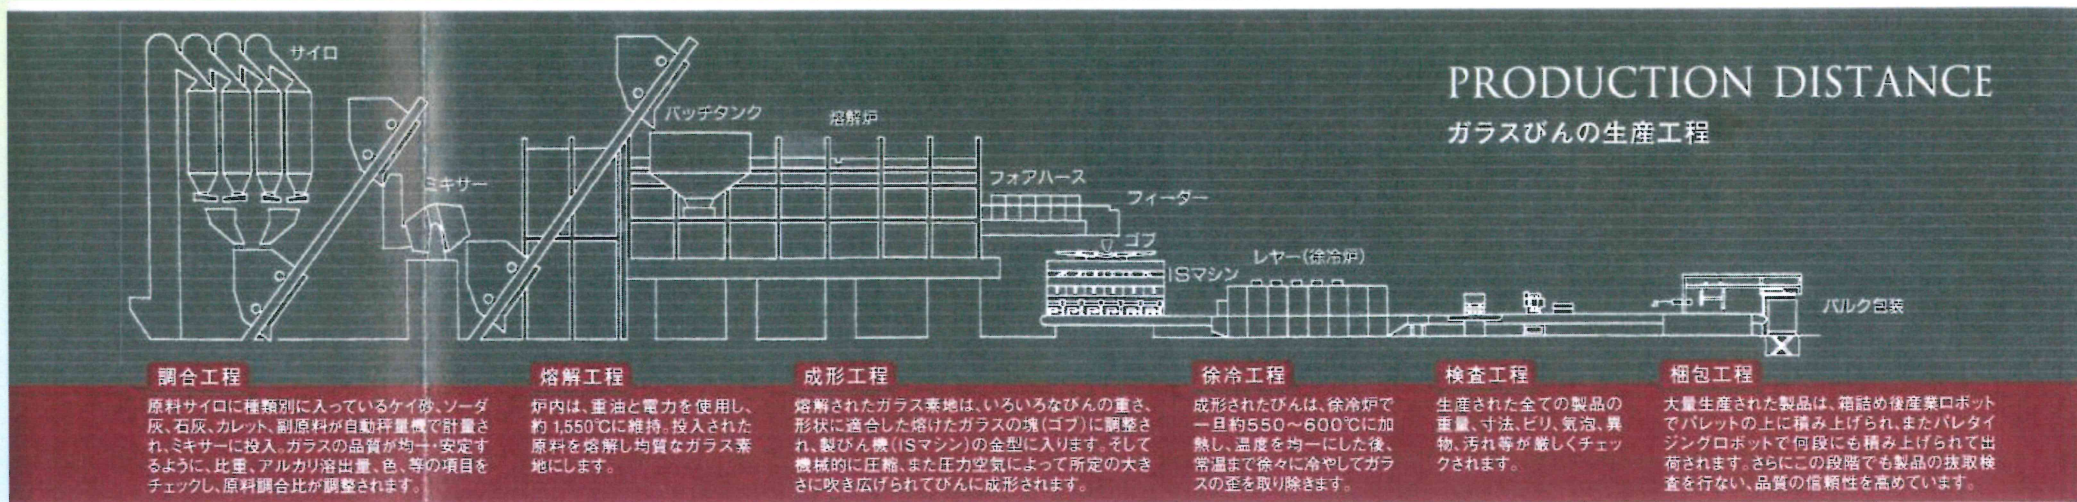 PRODUCTION DISTANCE
ガラスびんの生産工程
サイロ
ミキサー
バッチタンク
溶解炉
フォアハース
フィーダー
ゴブ
ISマシン
レヤー(徐冷炉)
バルク包装
調合工程
原料サイロに種類別に入っているケイ砂、ソーダ
灰、石灰、カレット、副原料が自動秤量機で計量さ
れ、ミキサーに投入。ガラスの品質が均一・安定す
るように、比重、アルカリ溶出量、色、等の項目を
チェックし、原料調合比が調整されます。
熔解工程
炉内は、重油と電力を使用し、
約1,550℃に維持。投入された
原料を熔解し均質なガラス素
地にします。
成形工程
熔解されたガラス素地は、いろいろなびんの重さ、
形状に適合した熔けたガラスの塊(ゴブ)に調整さ
れ、製びん機(ISマシン)の金型に入ります。そして
機械的に圧縮、また圧力空気によって所定の大き
さに吹き広げられてびんに成形されます。
徐冷工程
成形されたびんは、徐冷炉で
一旦約550〜600℃に加
熱し、温度を均一にした後、
常温まで徐々に冷やしてガラ
スの歪を取り除きます。
検査工程
生産された全ての製品の
重量、寸法、ビリ、気泡、異
物、汚れ等が厳しくチェッ
クされます。
梱包工程
大量生産された製品は、箱詰め後産業ロボット
でパレットの上に積み上げられ、またパレタイ
ジングロボットで何段にも積み上げられて出
荷されます。さらにこの段階でも製品の抜取検
査を行ない、品質の信頼性を高めています。